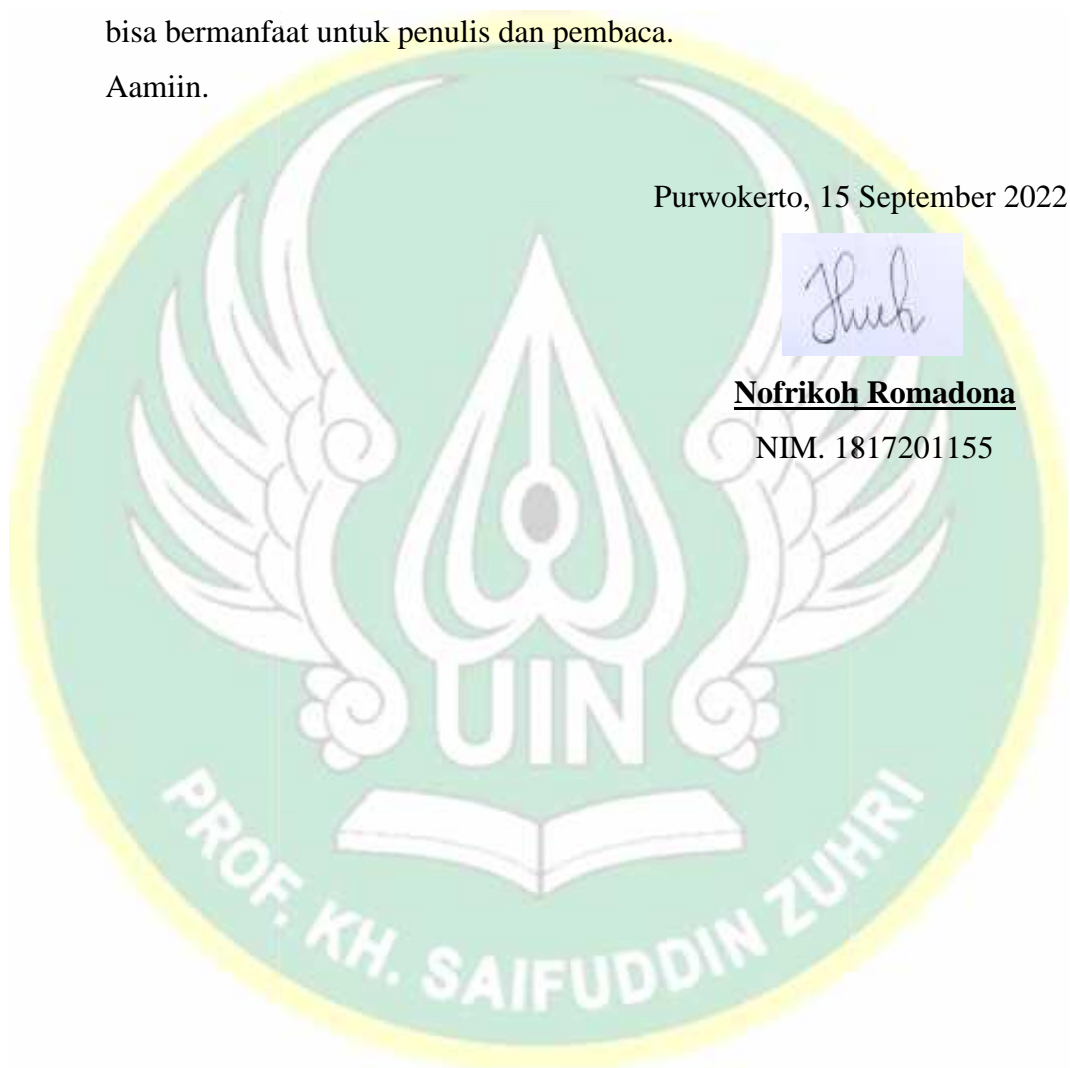 bisa bermanfaat untuk penulis dan pembaca.
Aamiin.
Purwokerto, 15 September 2022
Nofrikoh Romadona
NIM. 1817201155
UIN
PROF. KH. SAIFUDDIN ZUHRI